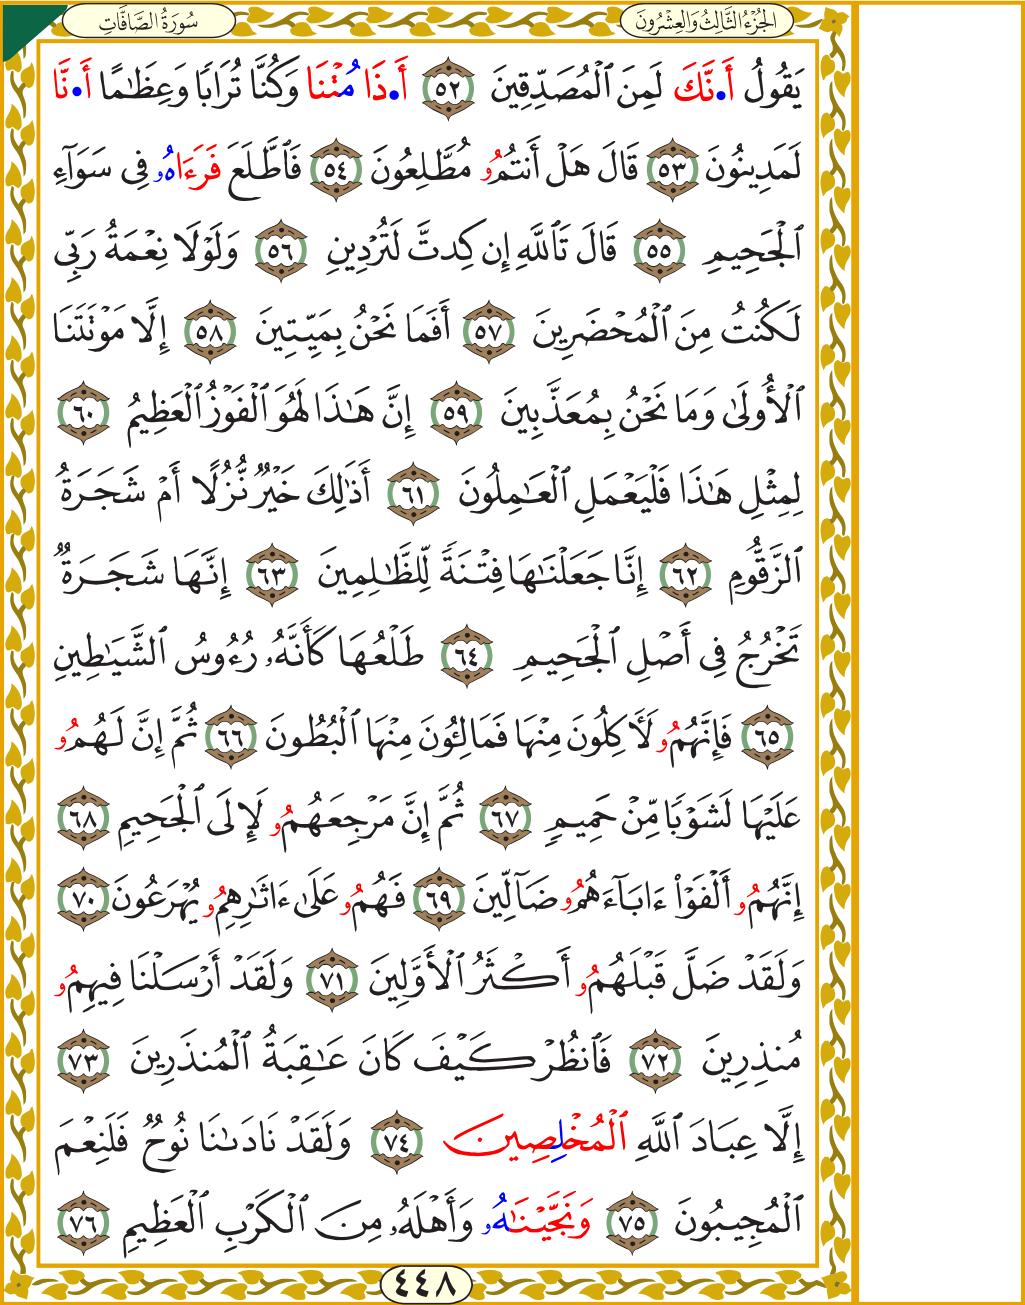 الجُزْءُ الثَّالِثُ وَالعِشْرُونَ
سُورَةُ الصَّافَّاتِ
يَقُولُ أَ•نَّكَ لَمِنَ ٱلْمُصَدِّقِينَ ٥٢ أَ•ذَا مُتْنَا وَكُنَّا تُرَابًا وَعِظَامًا أَ•نَّا
لَمَدِينُونَ ٥٣ قَالَ هَلْ أَنتُمُۥ مُطَّلِعُونَ ٥٤ فَٱطَّلَعَ فَرَءَاهُۥ فِي سَوَآءِ
ٱلْجَحِيمِ ٥٥ قَالَ تَٱللَّهِ إِن كِدتَّ لَتُرْدِينِ ٥٦ وَلَوْلَا نِعْمَةُ رَبِّي
لَكُنتُ مِنَ ٱلْمُحْضَرِينَ ٥٧ أَفَمَا نَحْنُ بِمَيِّتِينَ ٥٨ إِلَّا مَوْتَتَنَا
ٱلْأُولَىٰ وَمَا نَحْنُ بِمُعَذَّبِينَ ٥٩ إِنَّ هَٰذَا لَهُوَ ٱلْفَوْزُ ٱلْعَظِيمُ ٦٠
لِمِثْلِ هَٰذَا فَلْيَعْمَلِ ٱلْعَٰمِلُونَ ٦١ أَذَٰلِكَ خَيْرٌ نُّزُلًا أَمْ شَجَرَةُ
ٱلزَّقُّومِ ٦٢ إِنَّا جَعَلْنَٰهَا فِتْنَةً لِّلظَّٰلِمِينَ ٦٣ إِنَّهَا شَجَرَةٌ
تَخْرُجُ فِي أَصْلِ ٱلْجَحِيمِ ٦٤ طَلْعُهَا كَأَنَّهُۥ رُءُوسُ ٱلشَّيَٰطِينِ
٦٥ فَإِنَّهُمُۥ لَأَكِلُونَ مِنْهَا فَمَالِـُٔونَ مِنْهَا ٱلْبُطُونَ ٦٦ ثُمَّ إِنَّ لَهُمُۥ
عَلَيْهَا لَشَوْبًا مِّنْ حَمِيمٍ ٦٧ ثُمَّ إِنَّ مَرْجِعَهُمُۥ لَإِلَى ٱلْجَحِيمِ ٦٨
إِنَّهُمُۥ أَلْفَوْاْ ءَابَآءَهُمُۥ ضَآلِّينَ ٦٩ فَهُمُۥ عَلَىٰ ءَاثَٰرِهِمُۥ يُهْرَعُونَ ٧٠
وَلَقَدْ ضَلَّ قَبْلَهُمُۥ أَكْثَرُ ٱلْأَوَّلِينَ ٧١ وَلَقَدْ أَرْسَلْنَا فِيهِمُۥ
مُنذِرِينَ ٧٢ فَٱنظُرْ كَيْفَ كَانَ عَٰقِبَةُ ٱلْمُنذَرِينَ ٧٣
إِلَّا عِبَادَ ٱللَّهِ ٱلْمُخْلِصِينَ ٧٤ وَلَقَدْ نَادَىٰنَا نُوحٌ فَلَنِعْمَ
ٱلْمُجِيبُونَ ٧٥ وَنَجَّيْنَٰهُۥ وَأَهْلَهُۥ مِنَ ٱلْكَرْبِ ٱلْعَظِيمِ ٧٦
٤٤٨